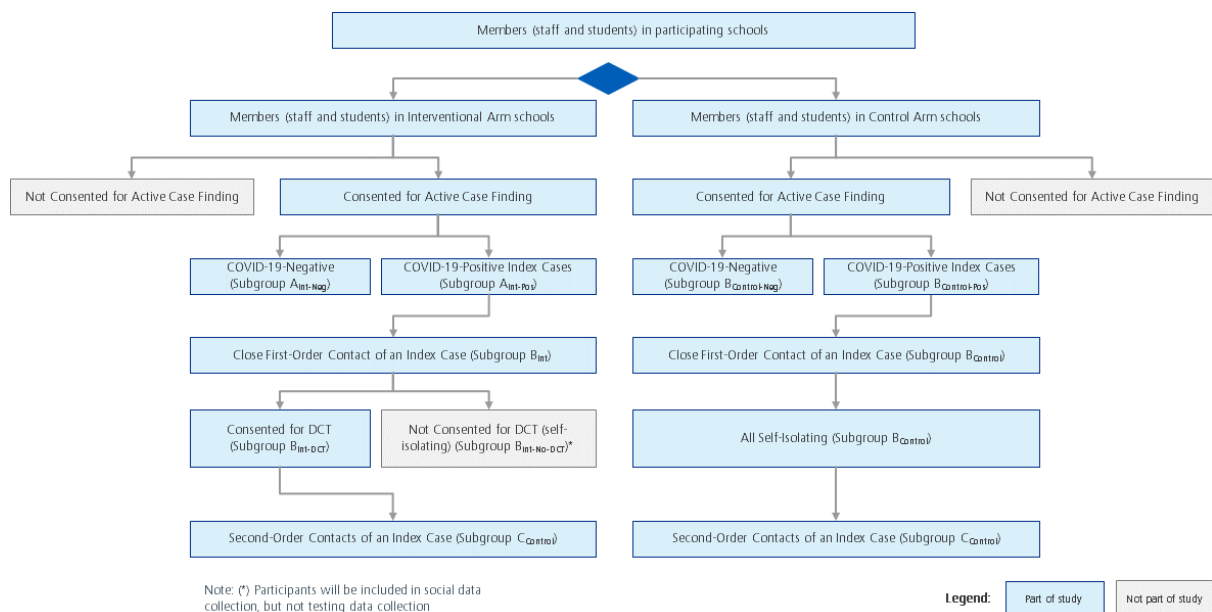 Members (staff and students) in participating schools
Members (staff and students) in Interventional Arm schools
Members (staff and students) in Control Arm schools
Not Consented for Active Case Finding
Consented for Active Case Finding
Consented for Active Case Finding
Not Consented for Active Case Finding
COVID-19-Negative
(Subgroup AInt-Neg)
COVID-19-Positive Index Cases
(Subgroup AInt-Pos)
COVID-19-Negative
(Subgroup BControl-Neg)
COVID-19-Positive Index Cases
(Subgroup BControl-Pos)
Close First-Order Contact of an Index Case (Subgroup BInt)
Close First-Order Contact of an Index Case (Subgroup BControl)
Consented for DCT
(Subgroup BInt-DCT)
Not Consented for DCT (self-
isolating) (Subgroup BInt-No-DCT)*
All Self-Isolating (Subgroup BControl)
Second-Order Contacts of an Index Case (Subgroup CControl)
Second-Order Contacts of an Index Case (Subgroup CControl)
Note: (*) Participants will be included in social data
collection, but not testing data collection
Legend:
Part of study
Not part of study